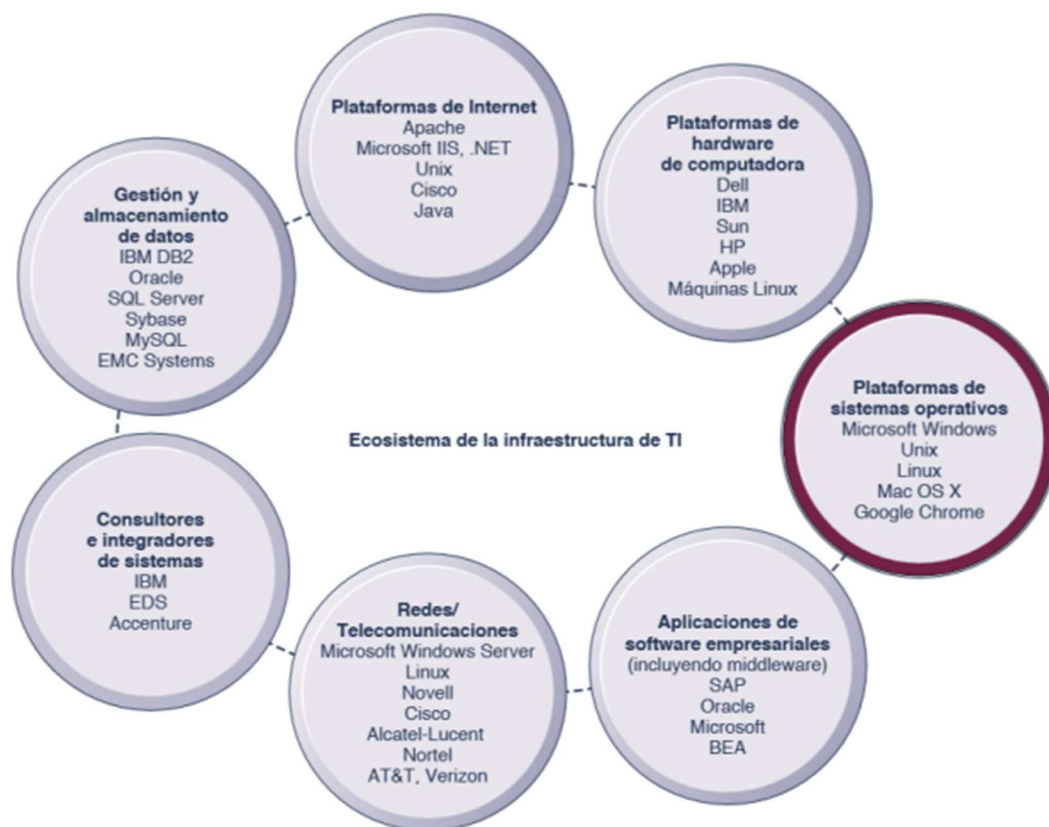 Plataformas de Internet
Apache
Microsoft IIS, .NET
Unix
Cisco
Java
Plataformas de
hardware
de computadora
Dell
IBM
Sun
HP
Apple
Máquinas Linux
Gestión y
almacenamiento
de datos
IBM DB2
Oracle
SQL Server
Sybase
MySQL
EMC Systems
Plataformas de
sistemas operativos
Microsoft Windows
Unix
Linux
Mac OS X
Google Chrome
Ecosistema de la infraestructura de TI
Consultores
e integradores
de sistemas
IBM
EDS
Accenture
Redes/
Telecomunicaciones
Microsoft Windows Server
Linux
Novell
Cisco
Alcatel-Lucent
Nortel
AT&T, Verizon
Aplicaciones de
software empresariales
(incluyendo middleware)
SAP
Oracle
Microsoft
BEA